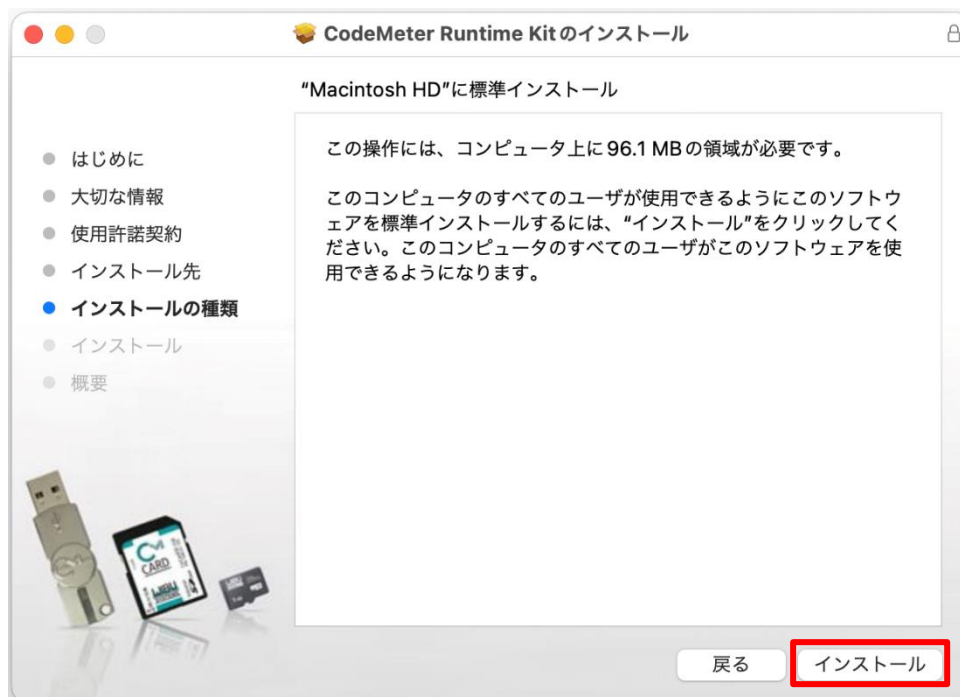 CodeMeter Runtime Kitのインストール
“Macintosh HD”に標準インストール
はじめに
大切な情報
使用許諾契約
インストール先
インストールの種類
インストール
概要
この操作には、コンピュータ上に96.1 MBの領域が必要です。
このコンピュータのすべてのユーザが使用できるようにこのソフトウ
ェアを標準インストールするには、“インストール”をクリックしてく
ださい。このコンピュータのすべてのユーザがこのソフトウェアを使
用できるようになります。
CARD
WIBU
戻る
インストール